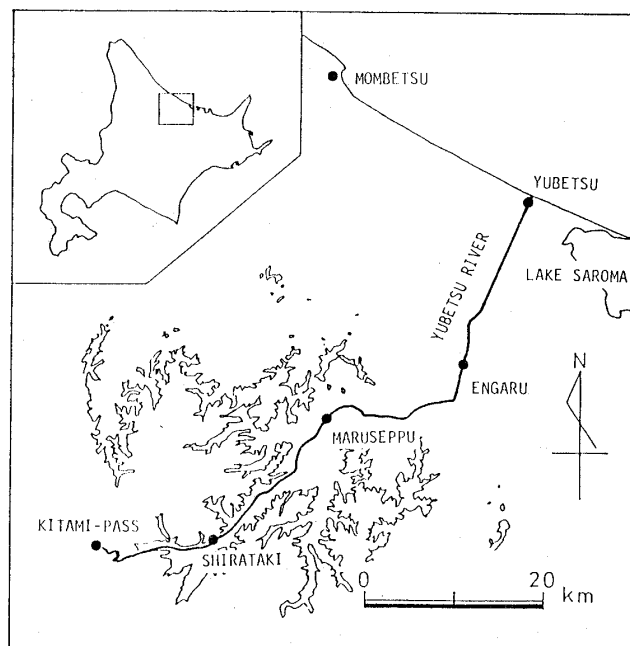 MOMBETSU
YUBETSU
YUBETSU RIVER
LAKE SAROMA
N
ENGARU
MARUSEPPU
KITAMI-PASS
SHIRATAKI
0 20
km